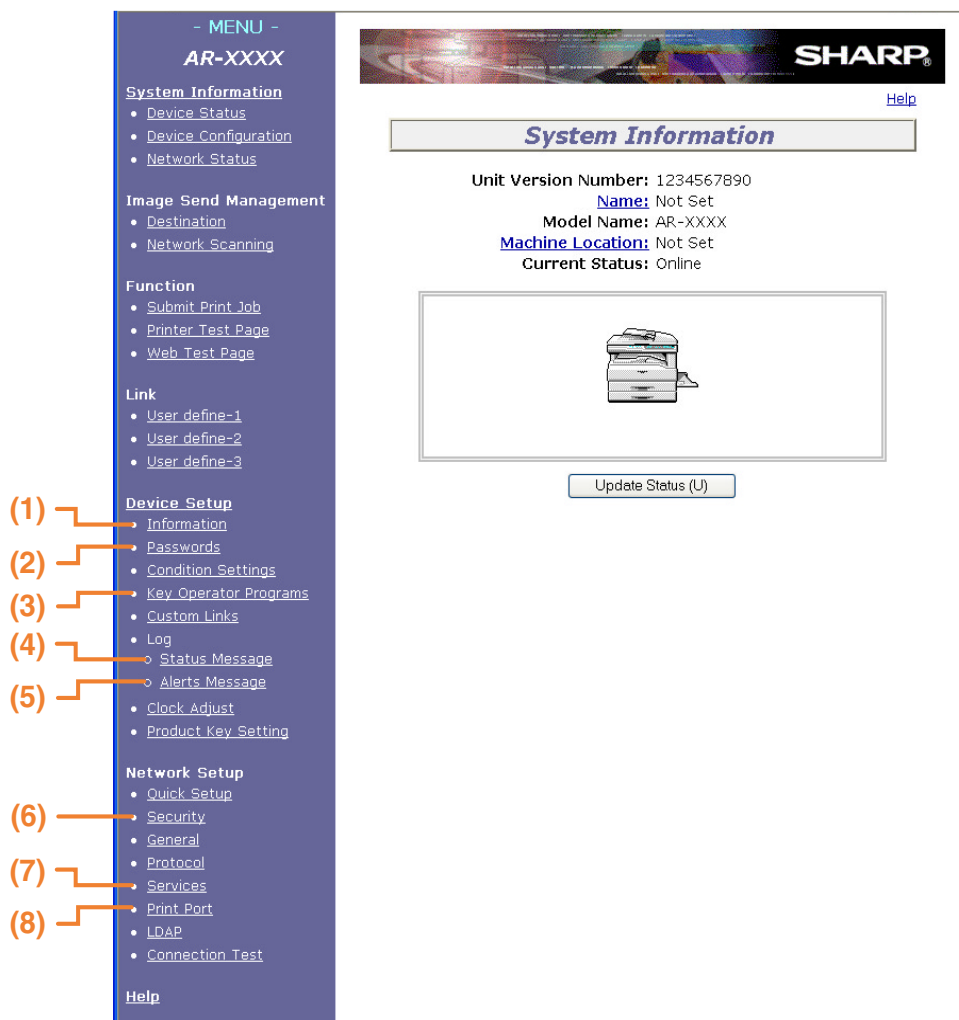 - MENU -
AR-XXXX
System Information
• Device Status
• Device Configuration
• Network Status
Image Send Management
• Destination
• Network Scanning
Function
• Submit Print Job
• Printer Test Page
• Web Test Page
Link
• User define-1
• User define-2
• User define-3
Device Setup
(1) • Information
(2) • Passwords
• Condition Settings
(3) • Key Operator Programs
• Custom Links
• Log
(4) ○ Status Message
(5) ○ Alerts Message
• Clock Adjust
• Product Key Setting
Network Setup
• Quick Setup
(6) • Security
• General
• Protocol
(7) • Services
(8) • Print Port
• LDAP
• Connection Test
Help
SHARP®
Help
System Information
Unit Version Number: 1234567890
Name: Not Set
Model Name: AR-XXXX
Machine Location: Not Set
Current Status: Online
Update Status (U)